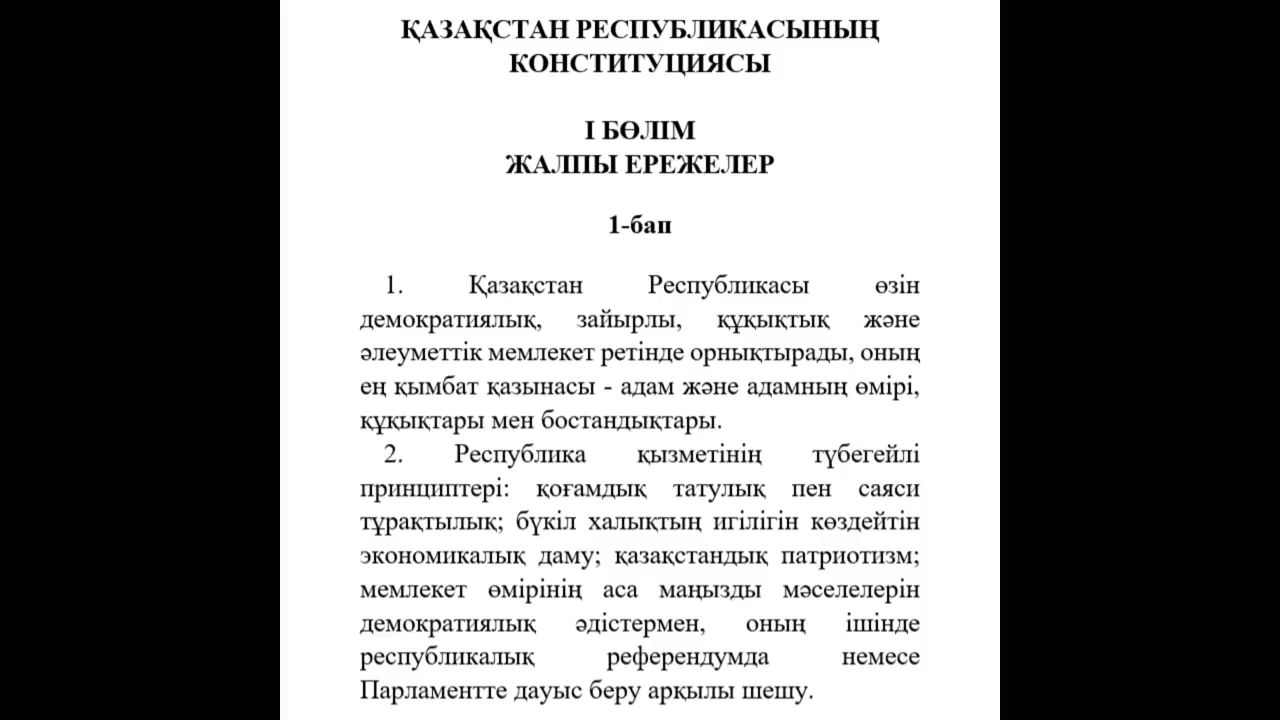 ҚАЗАҚСТАН РЕСПУБЛИКАСЫНЫҢ
КОНСТИТУЦИЯСЫ
І БӨЛІМ
ЖАЛПЫ ЕРЕЖЕЛЕР
1-бап
1. Қазақстан Республикасы өзін
демократиялық, зайырлы, құқықтық және
әлеуметтік мемлекет ретінде орнықтырады, оның
ең қымбат қазынасы - адам және адамның өмірі,
құқықтары мен бостандықтары.
2. Республика қызметінің түбегейлі
принциптері: қоғамдық татулық пен саяси
тұрақтылық; бүкіл халықтың игілігін көздейтін
экономикалық даму; қазақстандық патриотизм;
мемлекет өмірінің аса маңызды мәселелерін
демократиялық әдістермен, оның ішінде
республикалық референдумда немесе
Парламентте дауыс беру арқылы шешу.